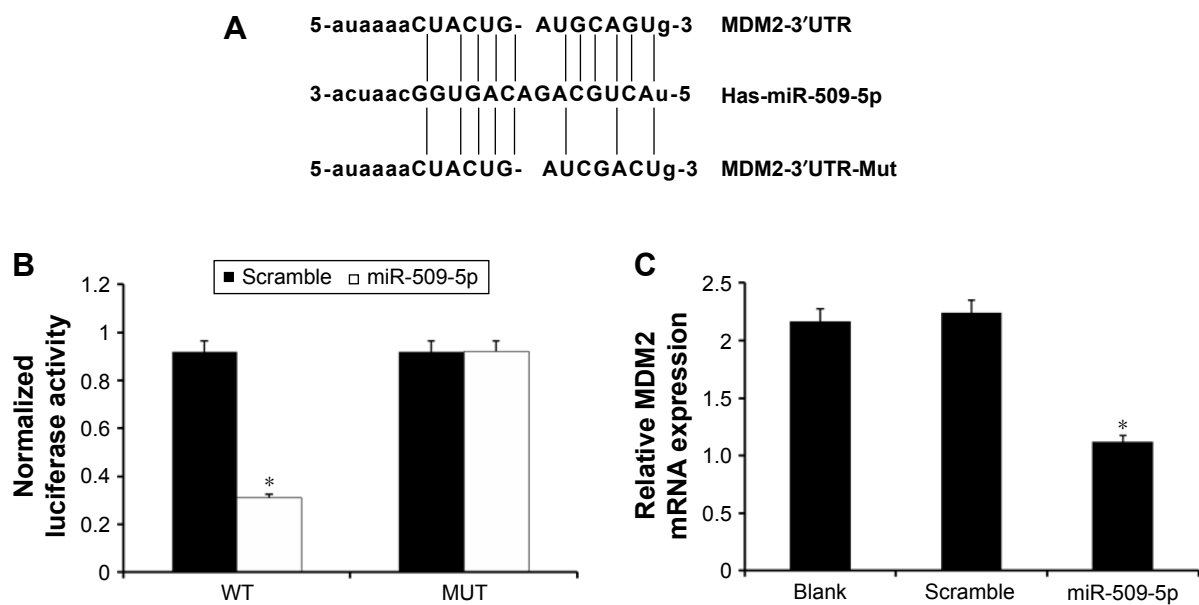 A
5-auaaaaCUACUG- AUGCAGUg-3 MDM2-3′UTR
3-acuaacGGUGACAGACGUCAu-5 Has-miR-509-5p
5-auaaaaCUACUG- AUCGACUg-3 MDM2-3′UTR-Mut
B
Scramble miR-509-5p
Normalized
luciferase activity
1.2
1
0.8
0.6
0.4
0.2
0
*
WT MUT
C
Relative MDM2
mRNA expression
2.5
2
1.5
1.0
0.5
0
*
Blank Scramble miR-509-5p